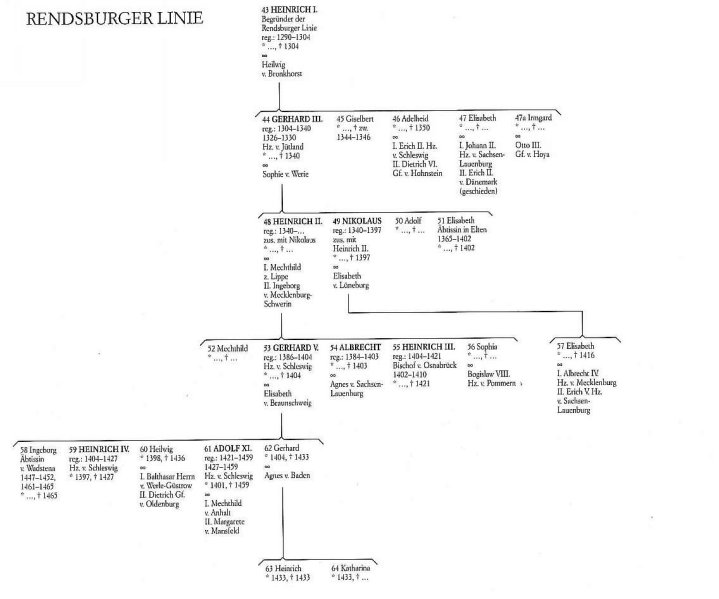 RENDSBURGER LINIE
43 HEINRICH I.
Begründer der
Rendsburger Linie
reg.: 1290–1304
* ..., † 1304
∞
Heilwig
v. Bronkhorst
44 GERHARD III.
reg.: 1304–1340
1326–1330
Hz. v. Jütland
* ..., † 1340
∞
Sophie v. Werle
45 Giselbert
* ..., † zw.
1344–1346
46 Adelheid
* ..., † 1350
∞
I. Erich II. Hz.
v. Schleswig
II. Dietrich VI.
Gf. v. Hohnstein
47 Elisabeth
* ..., † ...
∞
I. Johann II.
Hz. v. Sachsen-
Lauenburg
II. Erich II.
v. Dänemark
(geschieden)
47a Irmgard
* ..., † ...
∞
Otto III.
Gf. v. Hoya
48 HEINRICH II.
reg.: 1340–...
zus. mit Nikolaus
* ..., † ...
∞
I. Mechthild
z. Lippe
II. Ingeborg
v. Mecklenburg-
Schwerin
49 NIKOLAUS
reg.: 1340–1397
zus. mit
Heinrich II.
* ..., † 1397
∞
Elisabeth
v. Lüneburg
50 Adolf
* ..., † ...
51 Elisabeth
Äbtissin in Elten
1365–1402
* ..., † 1402
52 Mechthild
* ..., † ...
53 GERHARD V.
reg.: 1386–1404
Hz. v. Schleswig
* ..., † 1404
∞
Elisabeth
v. Braunschweig
54 ALBRECHT
reg.: 1384–1403
* ..., † 1403
∞
Agnes v. Sachsen-
Lauenburg
55 HEINRICH III.
reg.: 1404–1421
Bischof v. Osnabrück
1402–1410
* ..., † 1421
56 Sophia
* ..., † ...
∞
Bogislaw VIII.
Hz. v. Pommern
57 Elisabeth
* ..., † 1416
∞
I. Albrecht IV.
Hz. v. Mecklenburg
II. Erich V. Hz.
v. Sachsen-
Lauenburg
58 Ingeborg
Äbtissin
v. Wadstena
1447–1452,
1461–1465
* ..., † 1465
59 HEINRICH IV.
reg.: 1404–1427
Hz. v. Schleswig
* 1397, † 1427
60 Heilwig
* 1398, † 1436
∞
I. Balthasar Herrn
v. Werle-Güstrow
II. Dietrich Gf.
v. Oldenburg
61 ADOLF XI.
reg.: 1421–1459
1427–1459
Hz. v. Schleswig
* 1401, † 1459
∞
I. Mechthild
v. Anhalt
II. Margarete
v. Mansfeld
62 Gerhard
* 1404, † 1433
∞
Agnes v. Baden
63 Heinrich
* 1433, † 1433
64 Katharina
* 1433, † ...